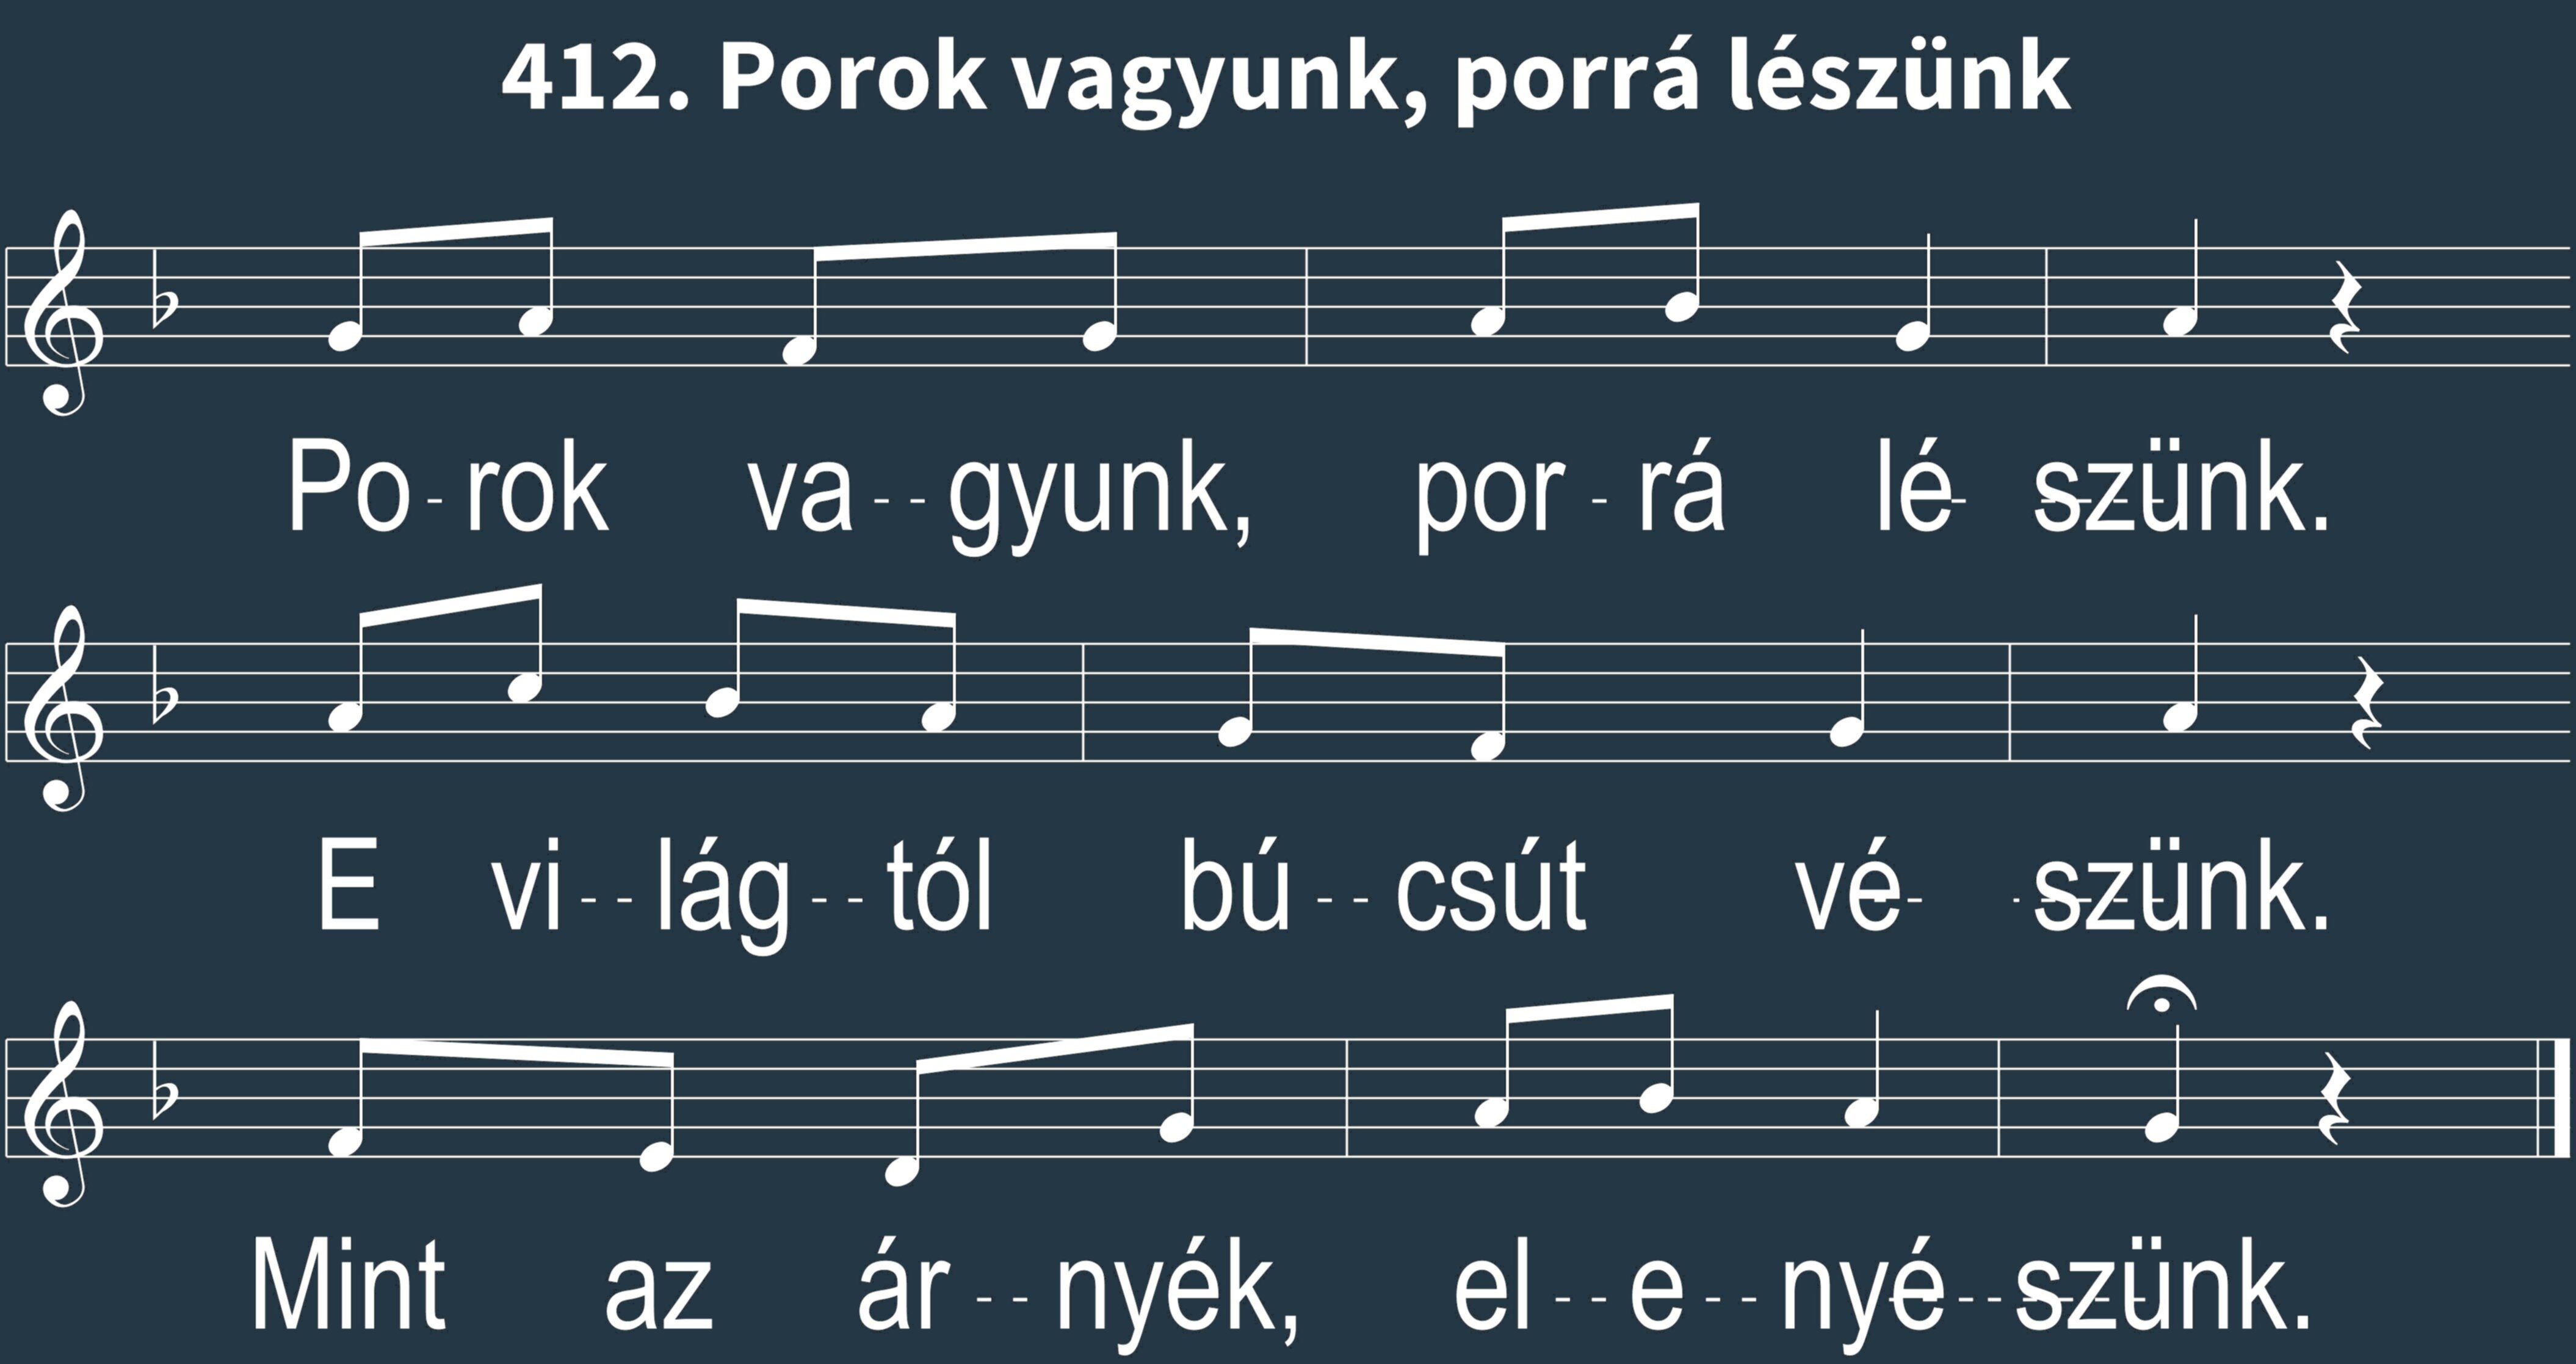 412. Porok vagyunk, porrá lészünk
Po - rok va - - gyunk, por - rá lé- szünk.
E vi - - lág - - tól bú - - csút vé- szünk.
Mint az ár - - nyék, el - - e - - nyé - - szünk.